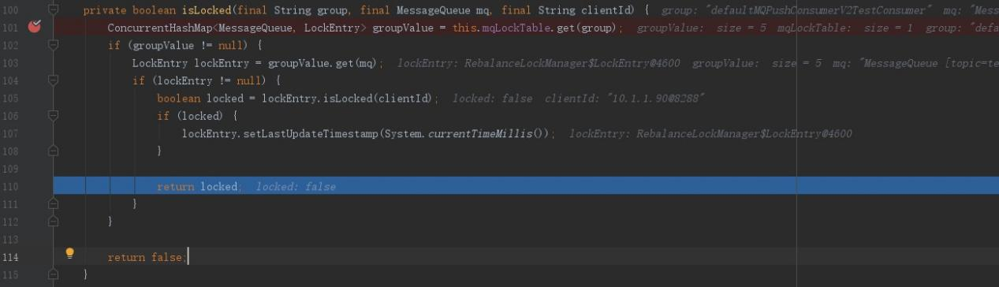 100 private boolean isLocked(final String group, final MessageQueue mq, final String clientId) { group: "defaultMQPushConsumerV2TestConsumer" mq: "Mess
101 ConcurrentHashMap<MessageQueue, LockEntry> groupValue = this.mqLockTable.get(group); groupValue: size = 5 mqLockTable: size = 1 group: "defa
102 if (groupValue != null) {
103 LockEntry lockEntry = groupValue.get(mq); lockEntry: RebalanceLockManager$LockEntry@4600 groupValue: size = 5 mq: "MessageQueue [topic=te
104 if (lockEntry != null) {
105 boolean locked = lockEntry.isLocked(clientId); locked: false clientId: "10.1.1.90@8288"
106 if (locked) {
107 lockEntry.setLastUpdateTimestamp(System.currentTimeMillis()); lockEntry: RebalanceLockManager$LockEntry@4600
108 }
109
110 return locked; locked: false
111 }
112 }
113
114 return false;
115 }